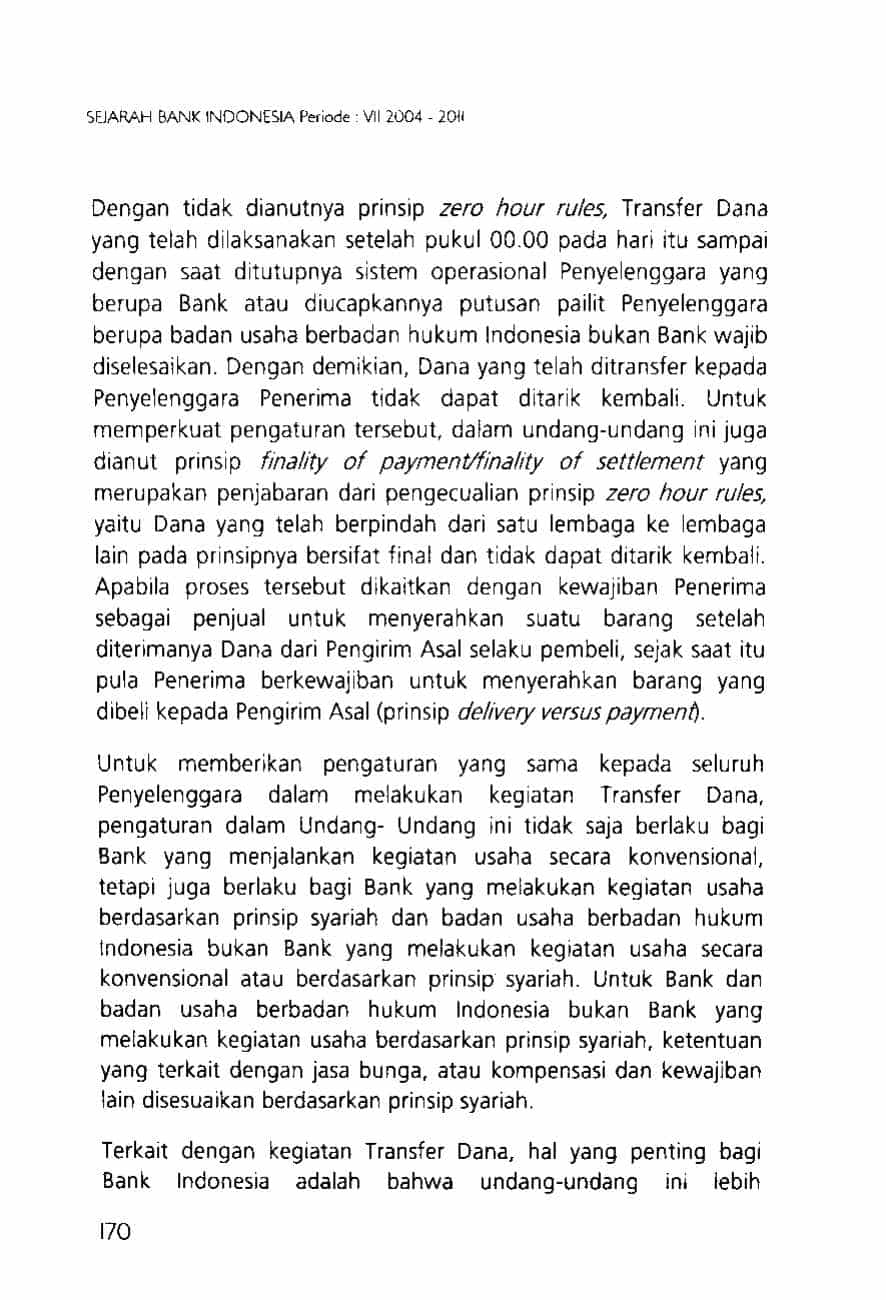 SEJARAH BANK INDONESIA Periode : VII 2004 - 2011
Dengan tidak dianutnya prinsip zero hour rules, Transfer Dana
yang telah dilaksanakan setelah pukul 00.00 pada hari itu sampai
dengan saat ditutupnya sistem operasional Penyelenggara yang
berupa Bank atau diucapkannya putusan pailit Penyelenggara
berupa badan usaha berbadan hukum Indonesia bukan Bank wajib
diselesaikan. Dengan demikian, Dana yang telah ditransfer kepada
Penyelenggara Penerima tidak dapat ditarik kembali. Untuk
memperkuat pengaturan tersebut, dalam undang-undang ini juga
dianut prinsip finality of payment/finality of settlement yang
merupakan penjabaran dari pengecualian prinsip zero hour rules,
yaitu Dana yang telah berpindah dari satu lembaga ke lembaga
lain pada prinsipnya bersifat final dan tidak dapat ditarik kembali.
Apabila proses tersebut dikaitkan dengan kewajiban Penerima
sebagai penjual untuk menyerahkan suatu barang setelah
diterimanya Dana dari Pengirim Asal selaku pembeli, sejak saat itu
pula Penerima berkewajiban untuk menyerahkan barang yang
dibeli kepada Pengirim Asal (prinsip delivery versus payment).
Untuk memberikan pengaturan yang sama kepada seluruh
Penyelenggara dalam melakukan kegiatan Transfer Dana,
pengaturan dalam Undang- Undang ini tidak saja berlaku bagi
Bank yang menjalankan kegiatan usaha secara konvensional,
tetapi juga berlaku bagi Bank yang melakukan kegiatan usaha
berdasarkan prinsip syariah dan badan usaha berbadan hukum
Indonesia bukan Bank yang melakukan kegiatan usaha secara
konvensional atau berdasarkan prinsip syariah. Untuk Bank dan
badan usaha berbadan hukum Indonesia bukan Bank yang
melakukan kegiatan usaha berdasarkan prinsip syariah, ketentuan
yang terkait dengan jasa bunga, atau kompensasi dan kewajiban
lain disesuaikan berdasarkan prinsip syariah.
Terkait dengan kegiatan Transfer Dana, hal yang penting bagi
Bank Indonesia adalah bahwa undang-undang ini lebih
170